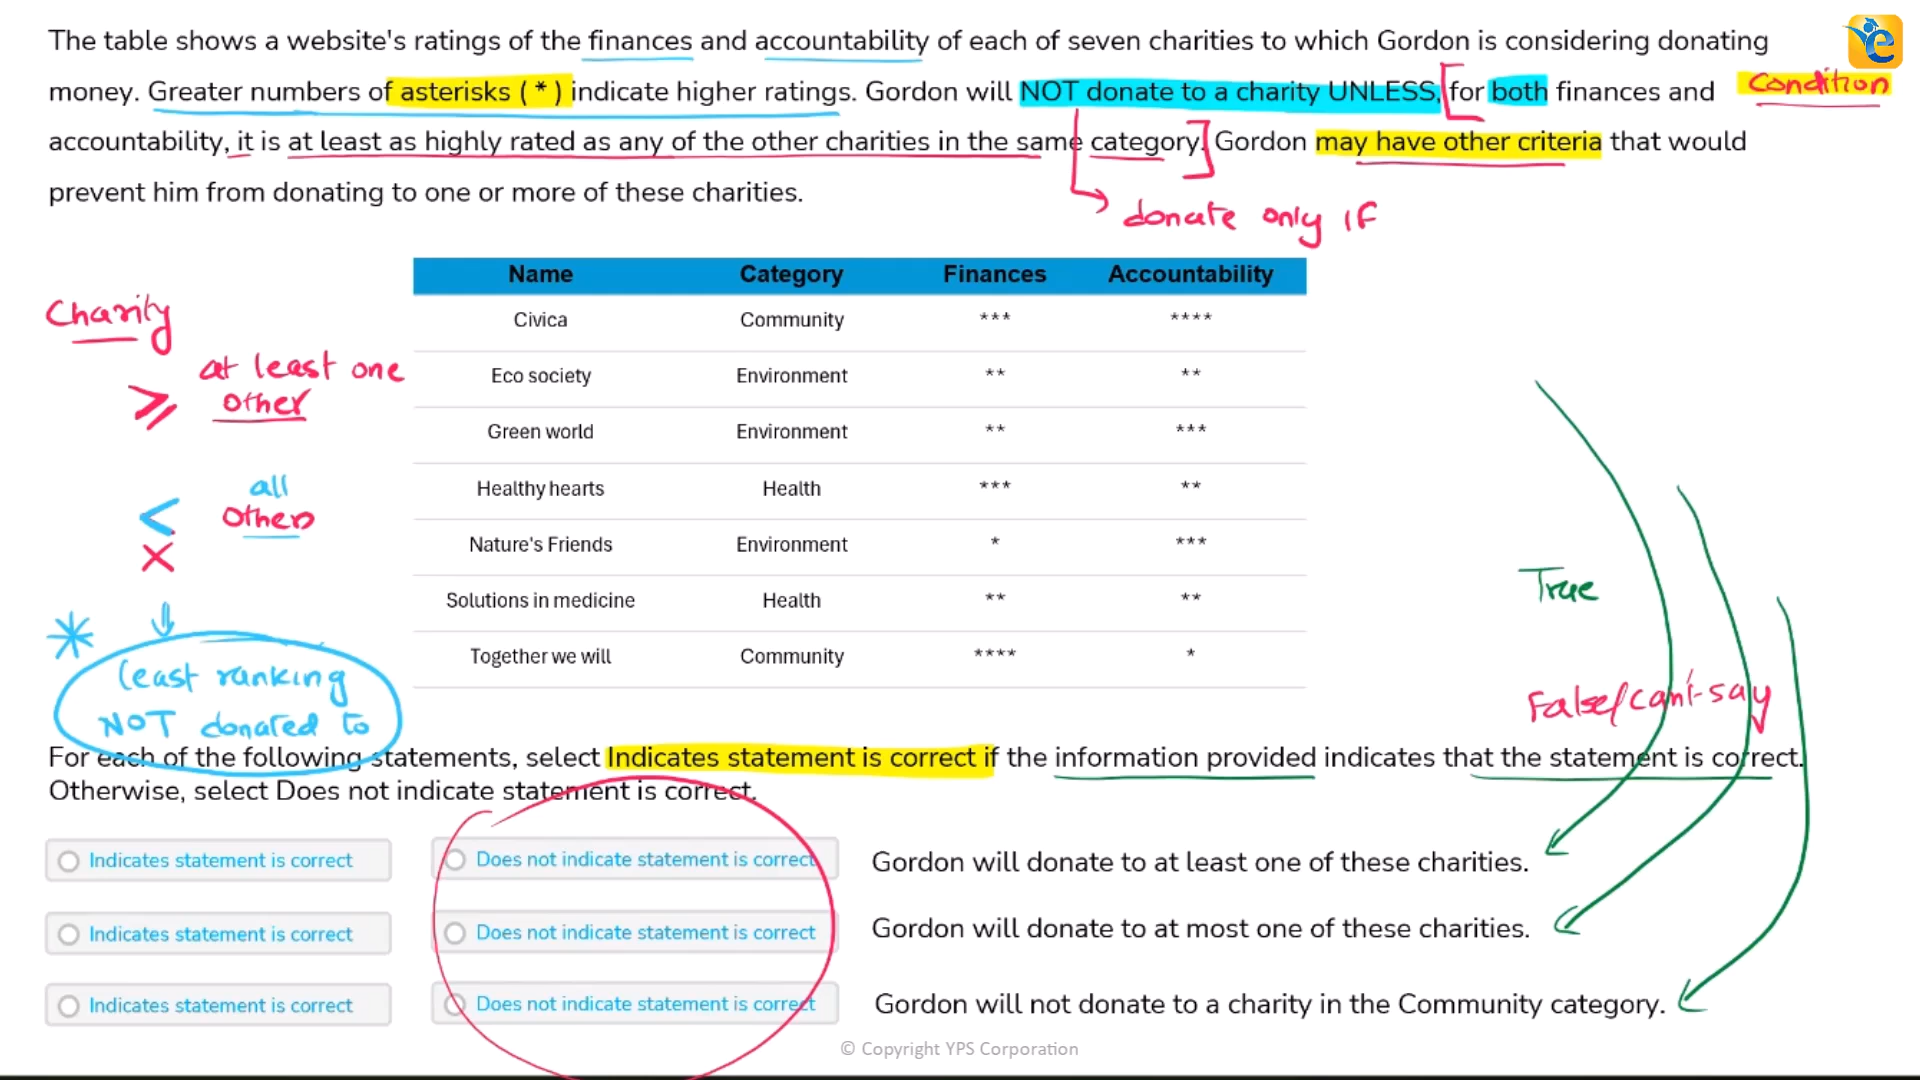 The table shows a website's ratings of the finances and accountability of each of seven charities to which Gordon is considering donating
money. Greater numbers of asterisks ( * ) indicate higher ratings. Gordon will NOT donate to a charity UNLESS, for both finances and
Condition
accountability, it is at least as highly rated as any of the other charities in the same category. Gordon may have other criteria that would
prevent him from donating to one or more of these charities.
donate only if
Name Category Finances Accountability
Civica Community *** ****
Eco society Environment ** **
Green world Environment ** ***
Healthy hearts Health *** **
Nature's Friends Environment * ***
Solutions in medicine Health ** **
Together we will Community **** *
Charity
at least one
⩾ other
all
< others
×
*
least ranking
NOT donated to
True
False/can't say
For each of the following statements, select Indicates statement is correct if the information provided indicates that the statement is correct.
Otherwise, select Does not indicate statement is correct.
Indicates statement is correct Does not indicate statement is correct Gordon will donate to at least one of these charities.
Indicates statement is correct Does not indicate statement is correct Gordon will donate to at most one of these charities.
Indicates statement is correct Does not indicate statement is correct Gordon will not donate to a charity in the Community category.
© Copyright YPS Corporation